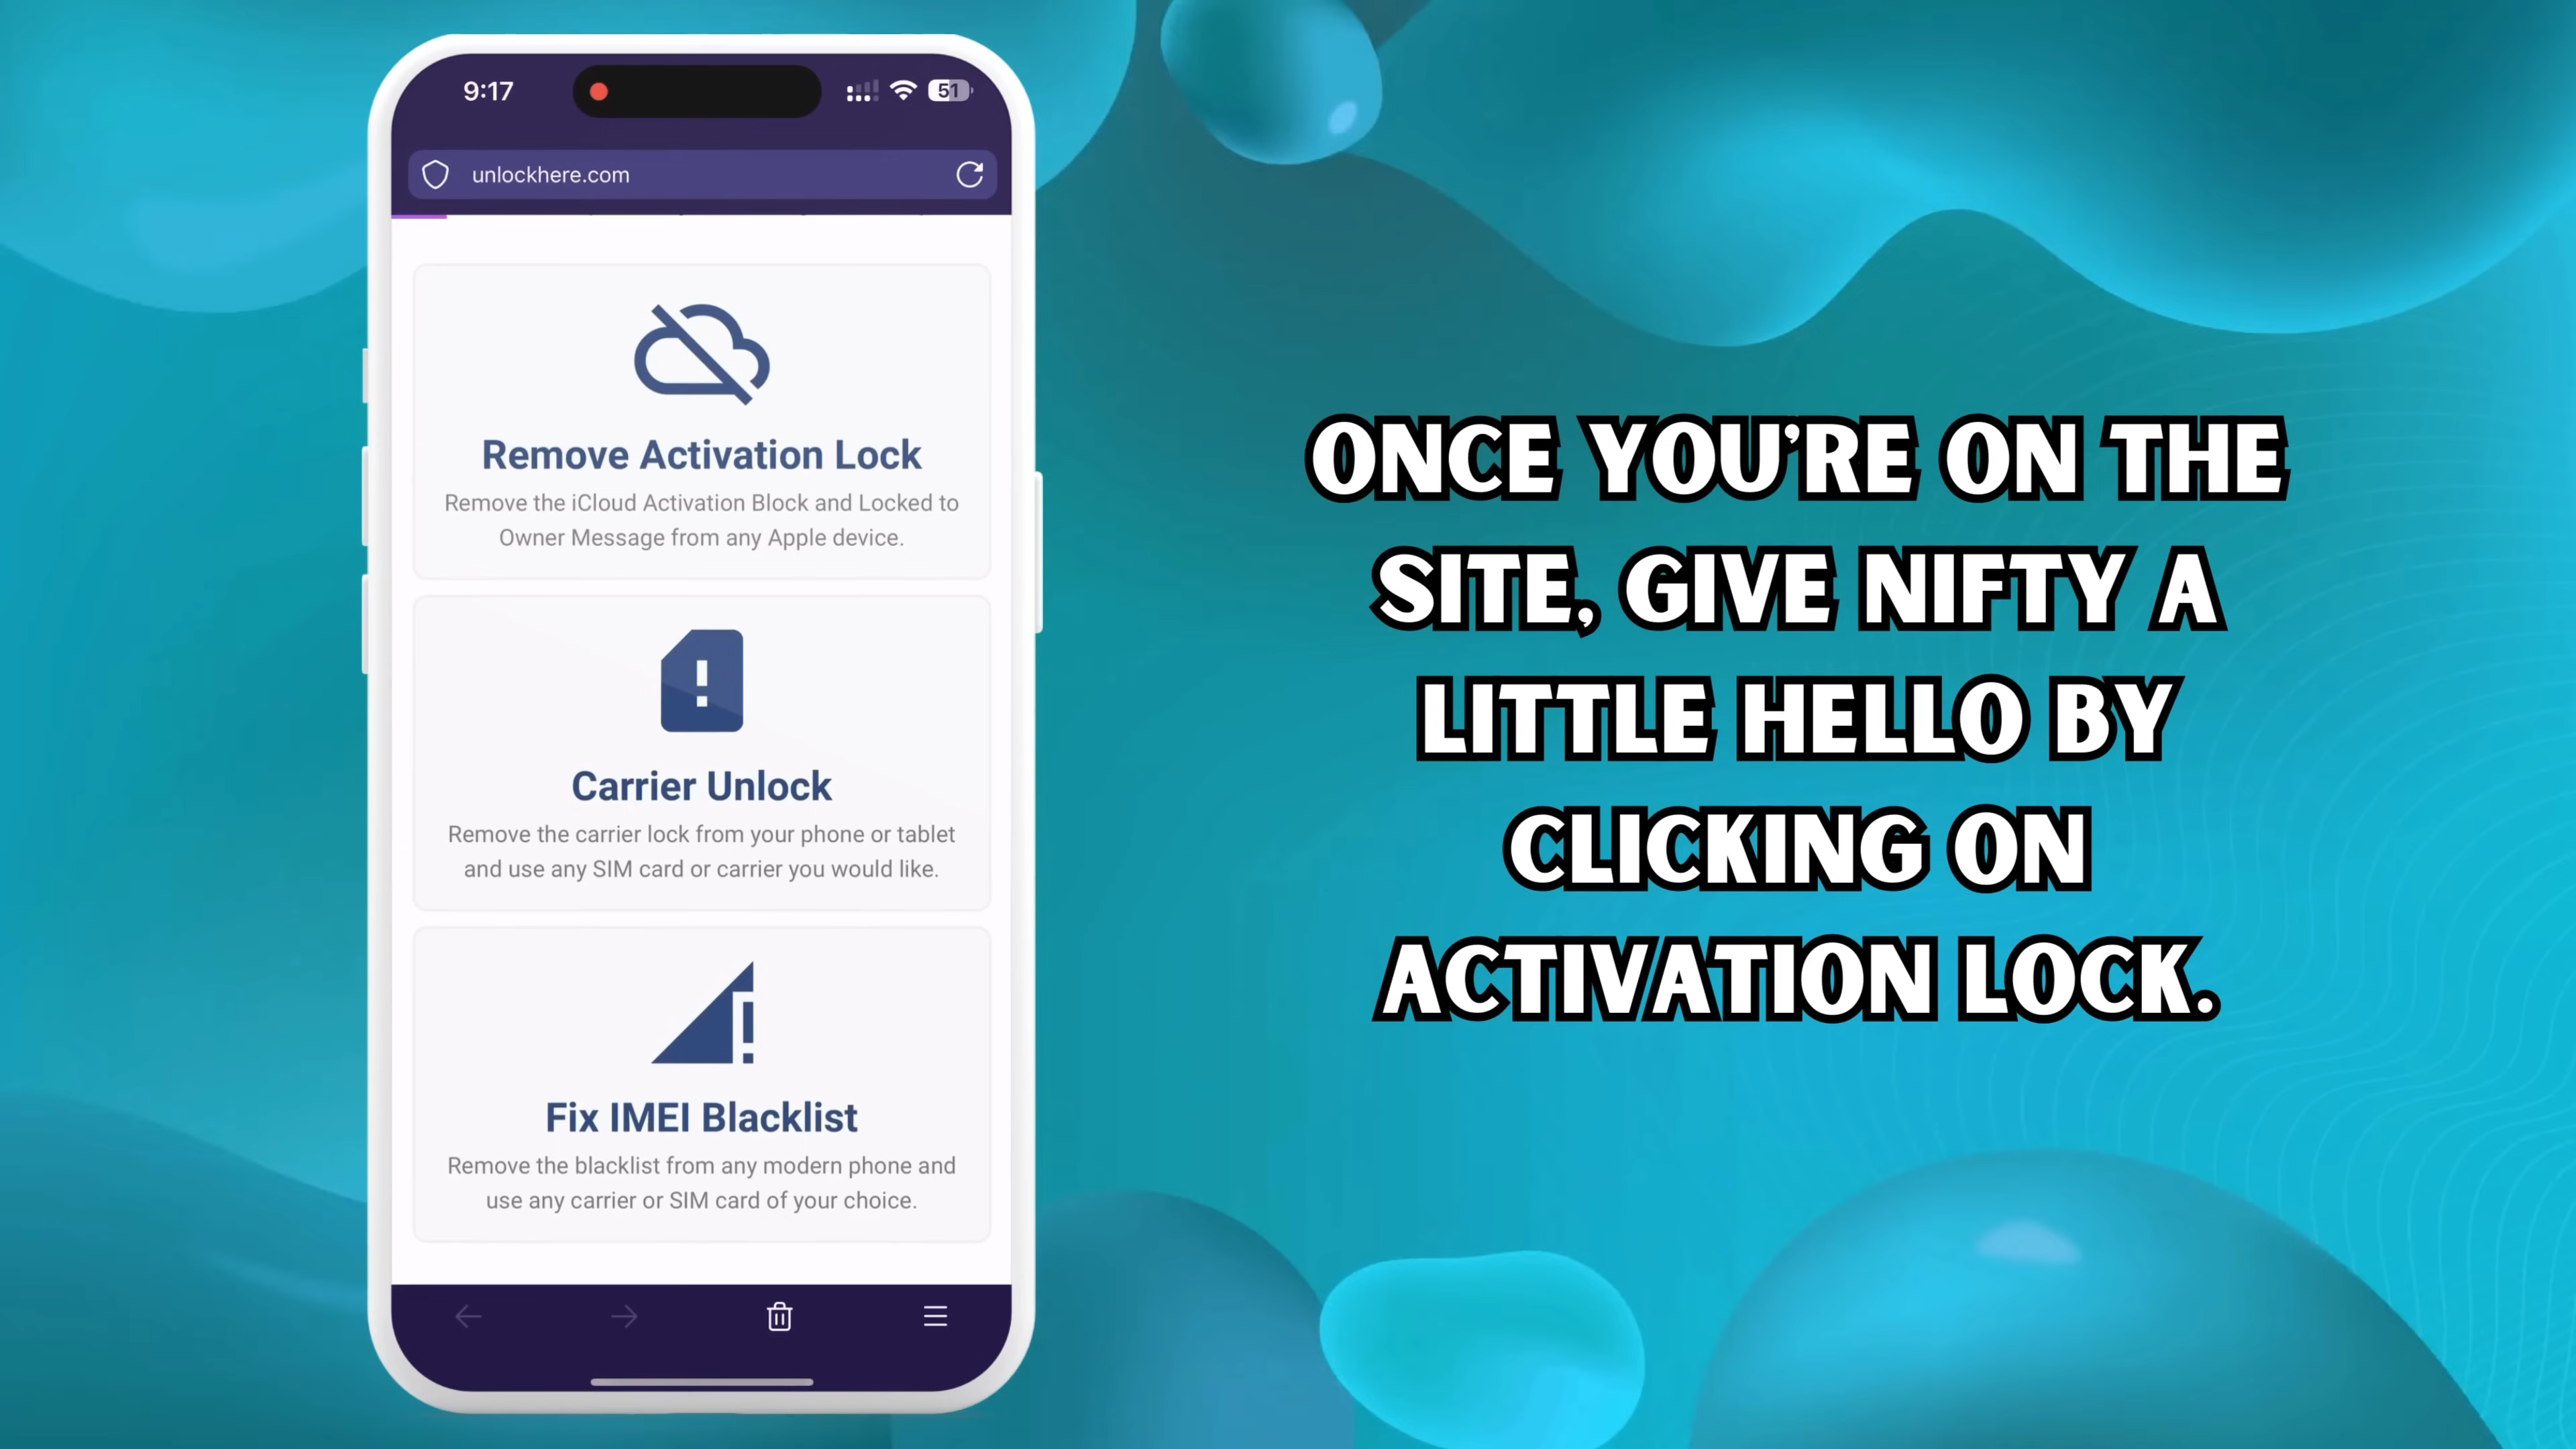 9:17
51
unlockhere.com
Remove Activation Lock
Remove the iCloud Activation Block and Locked to
Owner Message from any Apple device.
Carrier Unlock
Remove the carrier lock from your phone or tablet
and use any SIM card or carrier you would like.
Fix IMEI Blacklist
Remove the blacklist from any modern phone and
use any carrier or SIM card of your choice.
ONCE YOU'RE ON THE
SITE, GIVE NIFTY A
LITTLE HELLO BY
CLICKING ON
ACTIVATION LOCK.